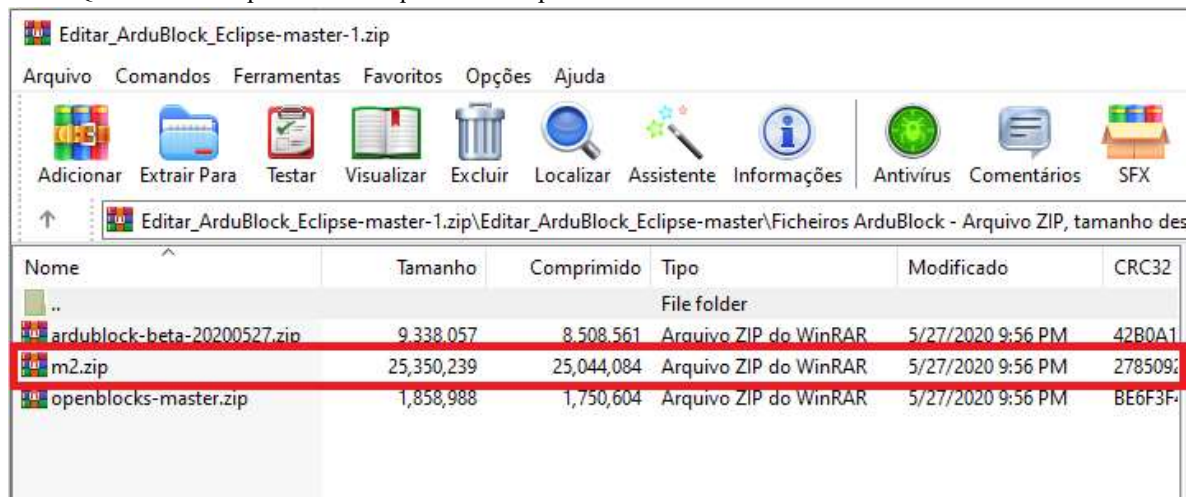 Editar_ArduBlock_Eclipse-master-1.zip
Arquivo Comandos Ferramentas Favoritos Opções Ajuda
Adicionar Extrair Para Testar Visualizar Excluir Localizar Assistente Informações Antivírus Comentários SFX
Editar_ArduBlock_Eclipse-master-1.zip\Editar_ArduBlock_Eclipse-master\Ficheiros ArduBlock - Arquivo ZIP, tamanho des
Nome Tamanho Comprimido Tipo Modificado CRC32
.. File folder
ardublock-beta-20200527.zip 9.338.057 8.508.561 Arquivo ZIP do WinRAR 5/27/2020 9:56 PM 42B0A1
m2.zip 25,350,239 25,044,084 Arquivo ZIP do WinRAR 5/27/2020 9:56 PM 2785092
openblocks-master.zip 1,858,988 1,750,604 Arquivo ZIP do WinRAR 5/27/2020 9:56 PM BE6F3F